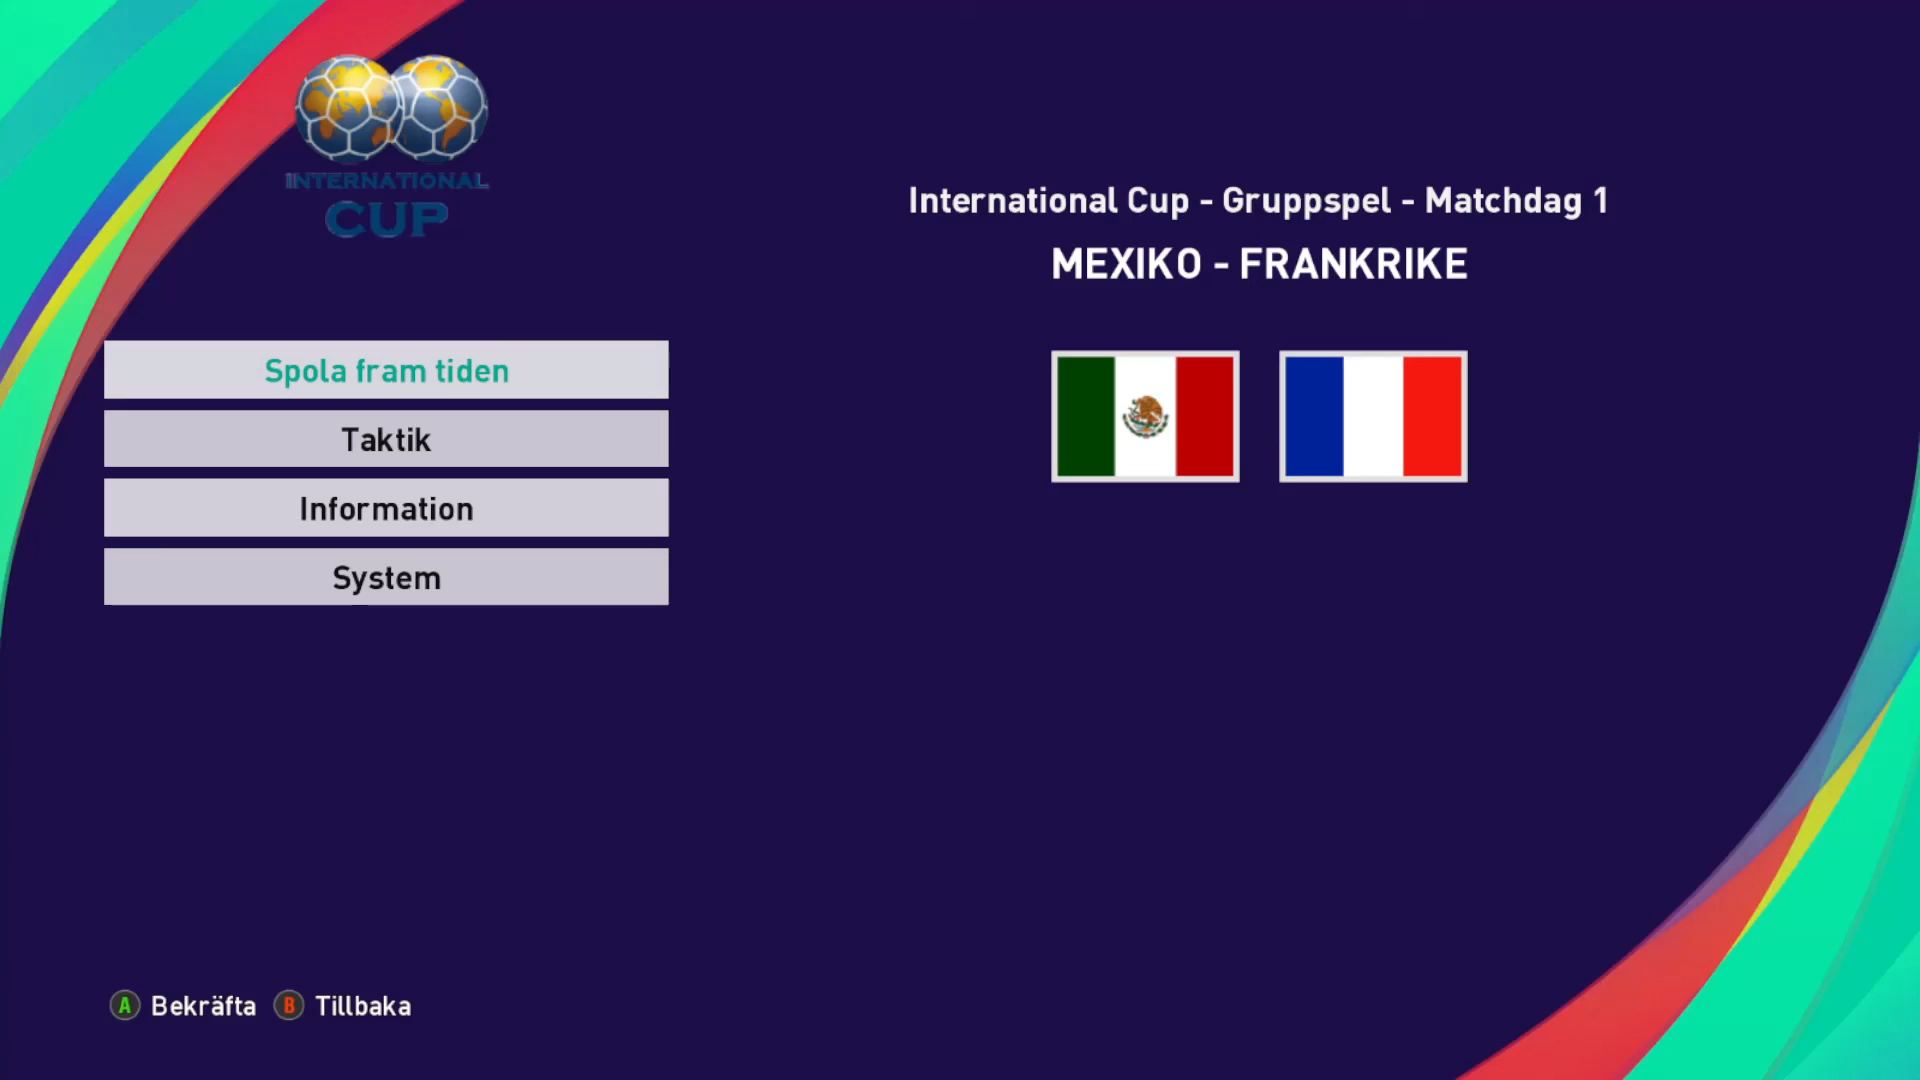 INTERNATIONAL
CUP
International Cup - Gruppspel - Matchdag 1
MEXIKO - FRANKRIKE
Spola fram tiden
Taktik
Information
System
A Bekräfta B Tillbaka